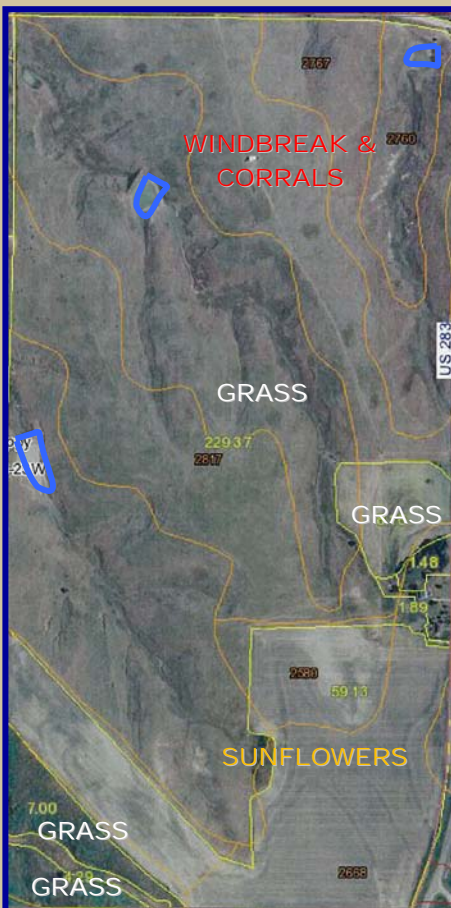 2767
WINDBREAK &
CORRALS
2760
US 283
GRASS
229.37
2817
-23W
GRASS
1.48
1.89
2580
59.13
SUNFLOWERS
7.00
GRASS
2668
GRASS